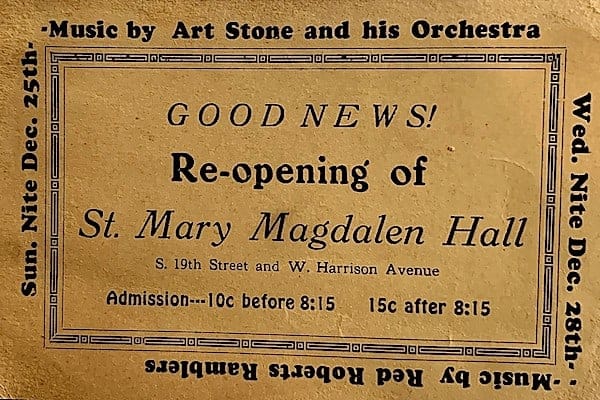 Sun. Nite Dec. 25th-
-Music by Art Stone and his Orchestra
GOOD NEWS!
Re-opening of
St. Mary Magdalen Hall
S. 19th Street and W. Harrison Avenue
Admission---10c before 8:15 15c after 8:15
Wed. Nite Dec. 28th-
-Music by Red Roberts Ramblers